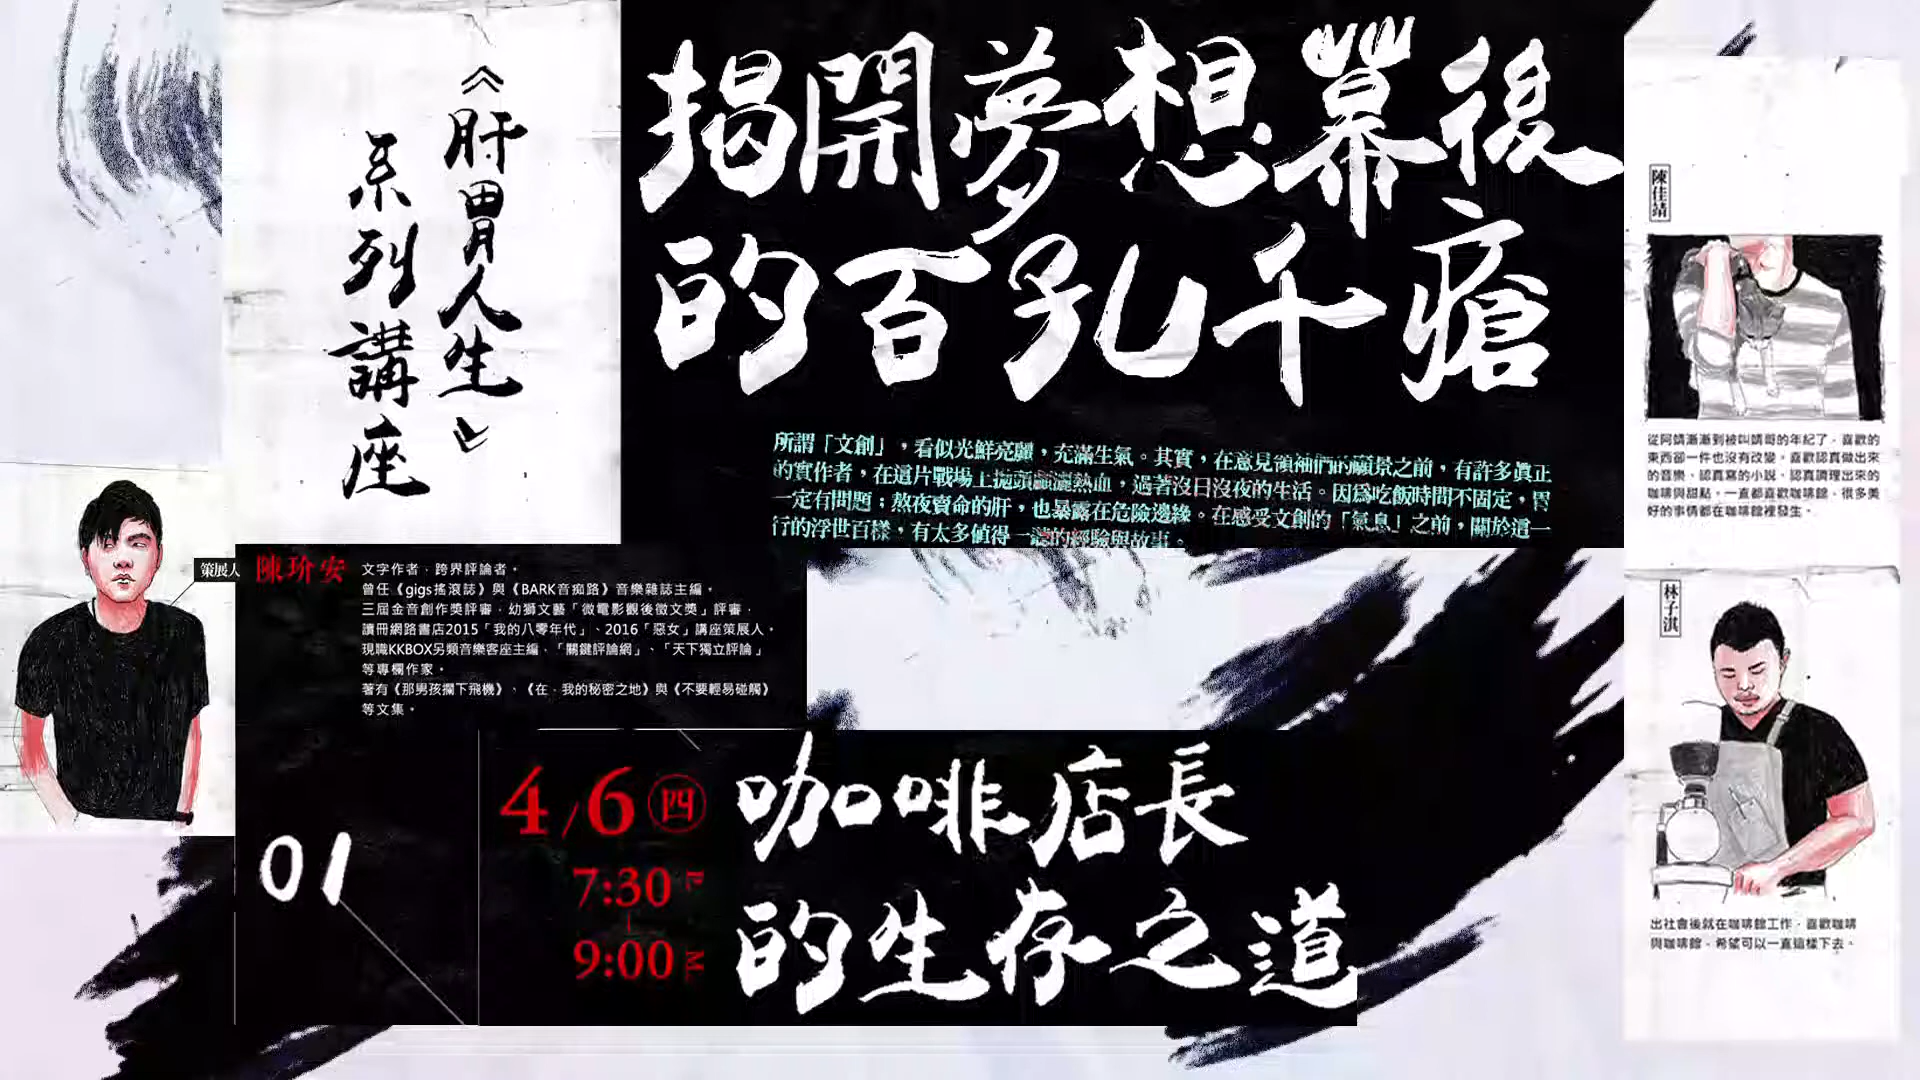 《肝胃人生》
系列講座
揭開夢想幕後
的百孔千瘡
所謂「文創」，看似光鮮亮麗，充滿生氣。其實，在意見領袖們的願景之前，有許多真正
的實作者，在這片戰場上拋頭顱灑熱血，過著沒日沒夜的生活。因為吃飯時間不固定，胃
一定有問題；熬夜賣命的肝，也暴露在危險邊緣。在感受文創的「氣息」之前，關於這一
行的浮世百樣，有太多值得一聽的經驗與故事。
策展人
陳玠安
文字作者，跨界評論者。
曾任《gigs搖滾誌》與《BARK音痴路》音樂雜誌主編。
三屆金音創作獎評審，幼獅文藝「微電影觀後徵文獎」評審，
讀冊網路書店2015「我的八零年代」、2016「惡女」講座策展人。
現職KKBOX另類音樂客座主編、「關鍵評論網」、「天下獨立評論」
等專欄作家。
著有《那男孩攔下飛機》、《在，我的秘密之地》與《不要輕易碰觸》
等文集。
01
4/6 四
7:30 P.
9:00 M.
咖啡店長
的生存之道
陳佳靖
從阿靖漸漸到被叫靖哥的年紀了，喜歡的
東西卻一件也沒有改變。喜歡認真做出來
的音樂、認真寫的小說、認真調理出來的
咖啡與甜點。一直都喜歡咖啡館，很多美
好的事情都在咖啡館裡發生。
林子淇
出社會後就在咖啡館工作，喜歡咖啡
與咖啡館，希望可以一直這樣下去。